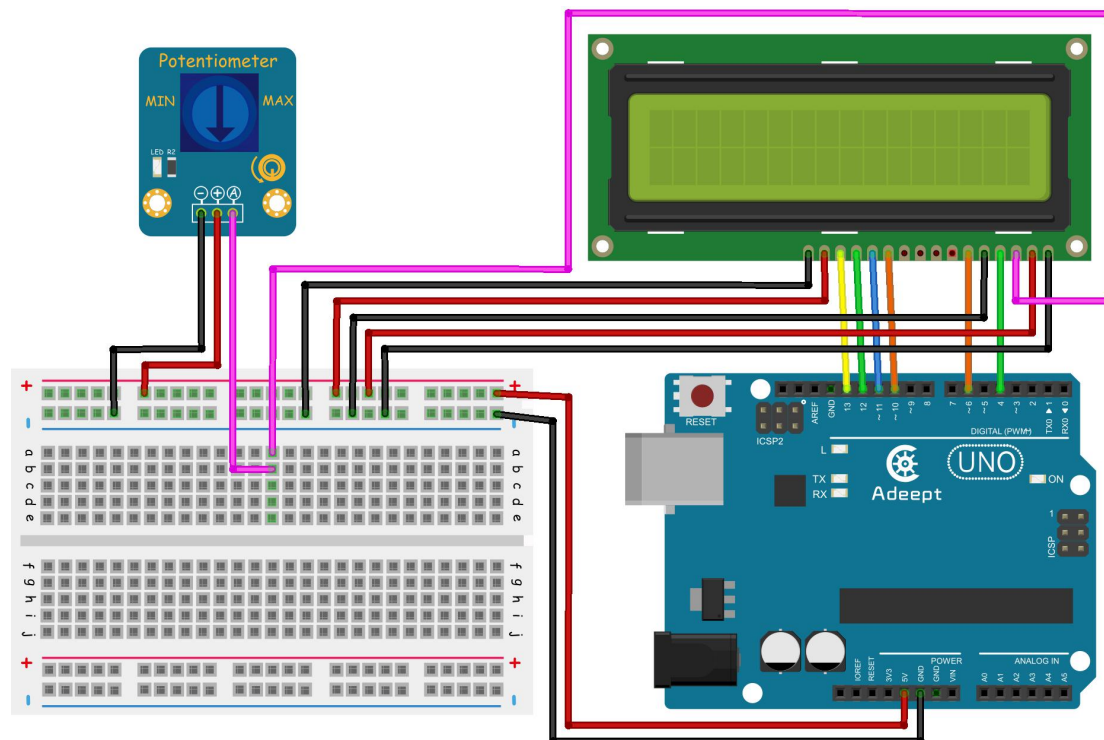 Potentiometer
MIN
MAX
LED R2
− + A
+ +
− −
a a
b b
c c
d d
e e
f f
g g
h h
i i
j j
+ +
− −
RESET
ICSP2
AREF
GND
13
12
~11
~10
~9
8
7
~6
~5
4
~3
2
TX0 ▶ 1
RX0 ◀ 0
DIGITAL (PWM~)
L
TX
RX
Adeept
UNO
ON
1
ICSP
IOREF
RESET
3V3
5V
GND
GND
VIN
POWER
ANALOG IN
A0
A1
A2
A3
A4
A5